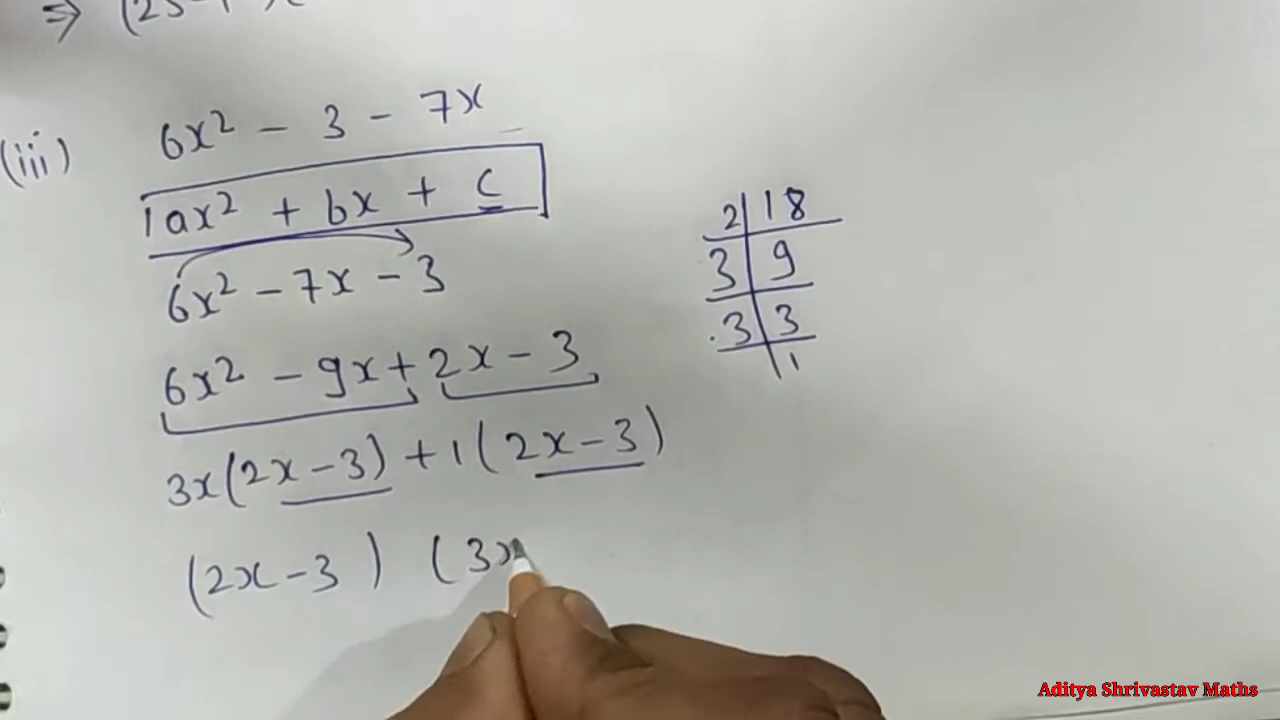 (iii) 6x² - 3 - 7x
ax² + bx + c
6x² - 7x - 3
6x² - 9x + 2x - 3
3x(2x-3) + 1(2x-3)
(2x-3) (3x
2 | 18
3 | 9
3 | 3
1
Aditya Shrivastav Maths